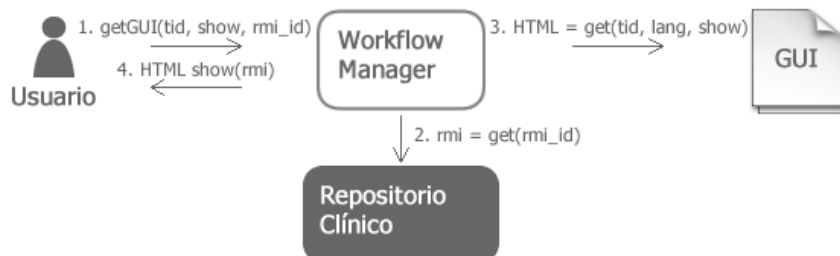 1. getGUI(tid, show, rmi_id)
4. HTML show(rmi)
Usuario
Workflow
Manager
3. HTML = get(tid, lang, show)
GUI
2. rmi = get(rmi_id)
Repositorio
Clínico